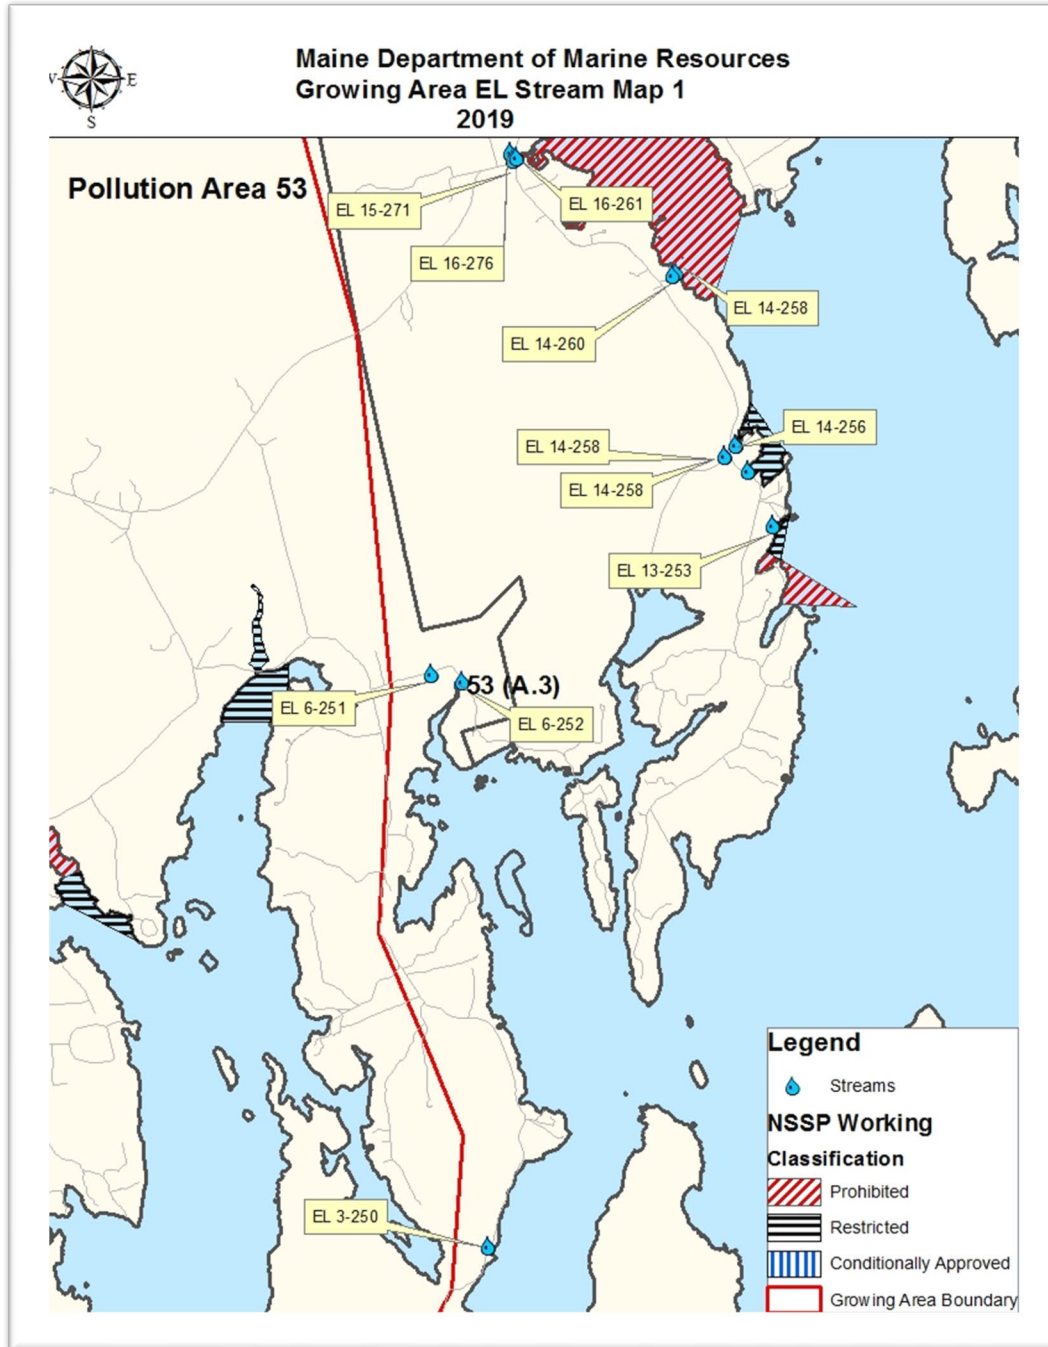 Maine Department of Marine Resources
Growing Area EL Stream Map 1
2019
E
S
Pollution Area 53
EL 15-271
EL 16-261
EL 16-276
EL 14-258
EL 14-260
EL 14-256
EL 14-258
EL 14-258
EL 13-253
53 (A.3)
EL 6-251
EL 6-252
EL 3-250
Legend
Streams
NSSP Working
Classification
Prohibited
Restricted
Conditionally Approved
Growing Area Boundary